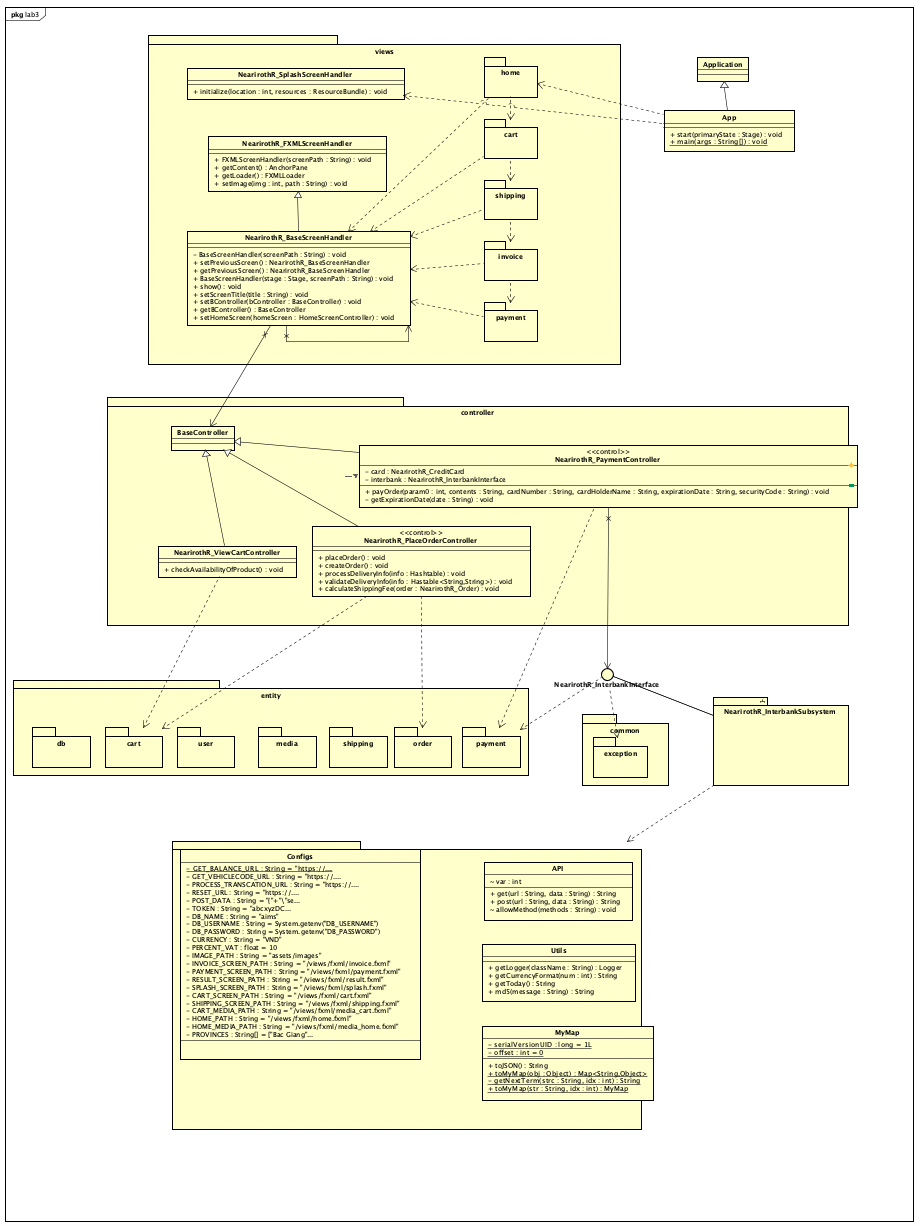 pkg lab3
views
NearirothR_SplashScreenHandler
+ initialize(location : int, resources : ResourceBundle) : void
home
Application
App
+ start(primaryState : Stage) : void
+ main(args : String[]) : void
NearirothR_FXMLScreenHandler
+ FXMLScreenHandler(screenPath : String) : void
+ getContent() : AnchorPane
+ getLoader() : FXMLLoader
+ setImage(img : int, path : String) : void
cart
shipping
NearirothR_BaseScreenHandler
- BaseScreenHandler(screenPath : String) : void
+ setPreviousScreen() : NearirothR_BaseHandler
+ getPreviousScreen() : NearirothR_BaseHandler
+ BaseScreenHandler(stage : Stage, screenPath : String) : void
+ show() : void
+ setScreenTitle(title : String) : void
+ setBController(bController : BaseController) : void
+ getBController() : BaseController
+ setHomeScreen(homeScreen : HomeScreenController) : void
invoice
payment
controller
BaseController
<<control>>
NearirothR_PaymentController
- card : NearirothR_CreditCard
- interbank : NearirothR_InterbankInterface
+ payOrder(param0 : int, contents : String, cardNumber : String, cardHolderName : String, expirationDate : String, securityCode : String) : void
- getExpirationDate(date : String) : void
<<control>>
NearirothR_PlaceOrderController
+ placeOrder() : void
+ createOrder() : void
+ processDeliveryInfo(info : Hashtable) : void
+ validateDeliveryInfo(info : Hastable<String,String>) : void
+ calculateShippingFee(order : NearirothR_Order) : void
NearirothR_ViewCartController
+ checkAvailabilityOfProduct() : void
NearirothR_InterbankInterface
entity
db
cart
user
media
shipping
order
payment
common
exception
NearirothR_InterbankSubsystem
Configs
- GET_BALANCE_URL : String = "https://....
- GET_VEHICLECODE_URL : String = "https://....
- PROCESS_TRANSCATION_URL : String = "https://....
- RESET_URL : String = "https://....
- POST_DATA : String = "{"+"\"se...
- TOKEN : String = "abcxyzDC...
- DB_NAME : String = "aims"
- DB_USERNAME : String = System.getenv("DB_USERNAME")
- DB_PASSWORD : String = System.getenv("DB_PASSWORD")
- CURRENCY : String = "VND"
- PERCENT_VAT : float = 10
- IMAGE_PATH : String = "assets/images"
- INVOICE_SCREEN_PATH : String = "/views/fxml/invoice.fxml"
- PAYMENT_SCREEN_PATH : String = "/views/fxml/payment.fxml"
- RESULT_SCREEN_PATH : String = "/views/fxml/result.fxml"
- SPLASH_SCREEN_PATH : String = "/views/fxml/splash.fxml"
- CART_SCREEN_PATH : String = "/views/fxml/cart.fxml"
- SHIPPING_SCREEN_PATH : String = "/views/fxml/shipping.fxml"
- CART_MEDIA_PATH : String = "/views/fxml/media_cart.fxml"
- HOME_PATH : String = "/views/fxml/home.fxml"
- HOME_MEDIA_PATH : String = "/views/fxml/media_home.fxml"
- PROVINCES : String[] = {"Bac Giang"...
API
~ var : int
+ get(url : String, data : String) : String
+ post(url : String, data : String) : String
~ allowMethod(methods : String) : void
Utils
+ getLogger(className : String) : Logger
+ getCurrencyFormat(num : int) : String
+ getToday() : String
+ md5(message : String) : String
MyMap
- serialVersionUID : long = 1L
- offset : int = 0
+ toJSON() : String
+ toMyMap(obj : Object) : Map<String,Object>
- getNextTerm(strc : String, idx : int) : String
+ toMyMap(str : String, idx : int) : MyMap